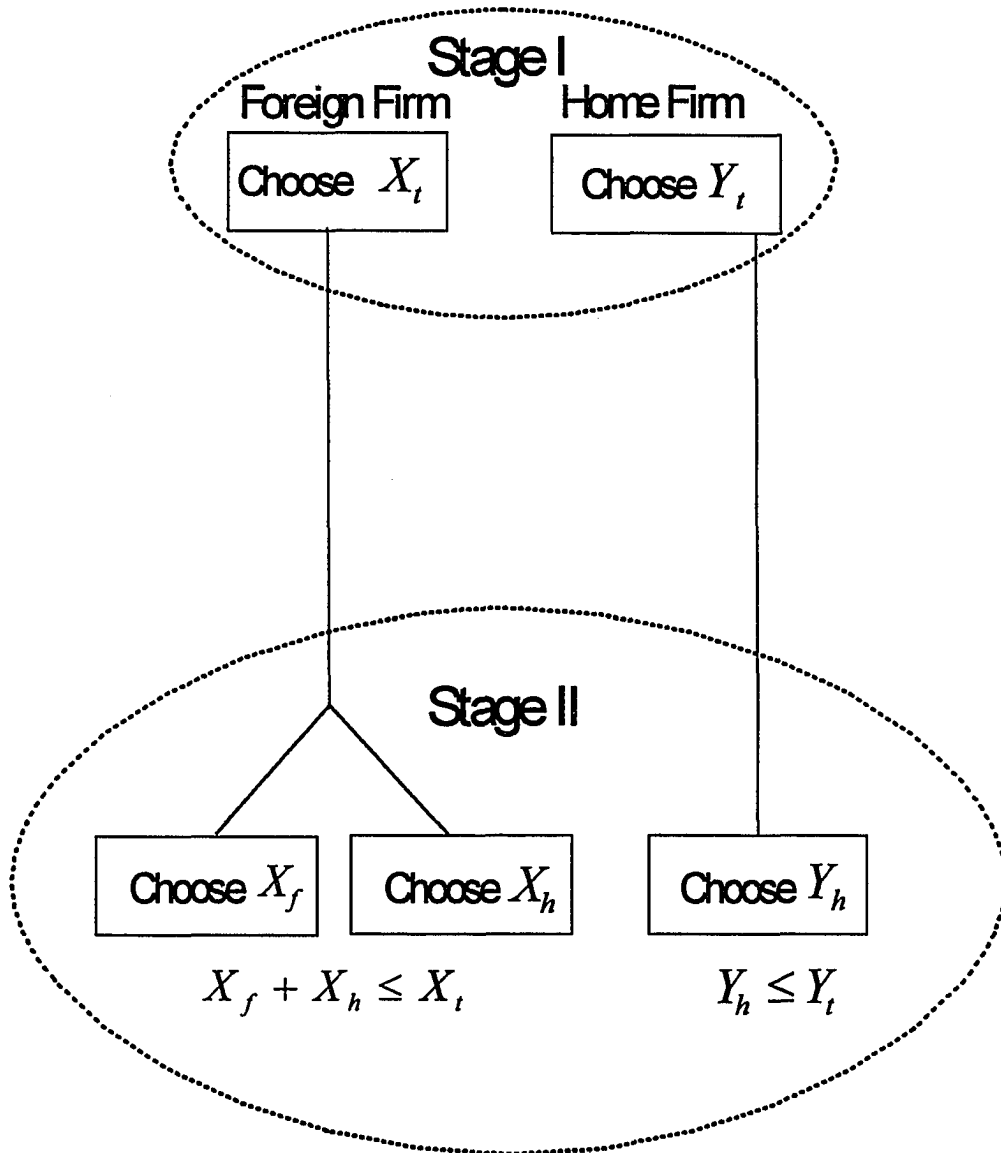 Stage I
Foreign Firm Home Firm
Choose X_t Choose Y_t
Stage II
Choose X_f Choose X_h Choose Y_h
X_f + X_h ≤ X_t Y_h ≤ Y_t